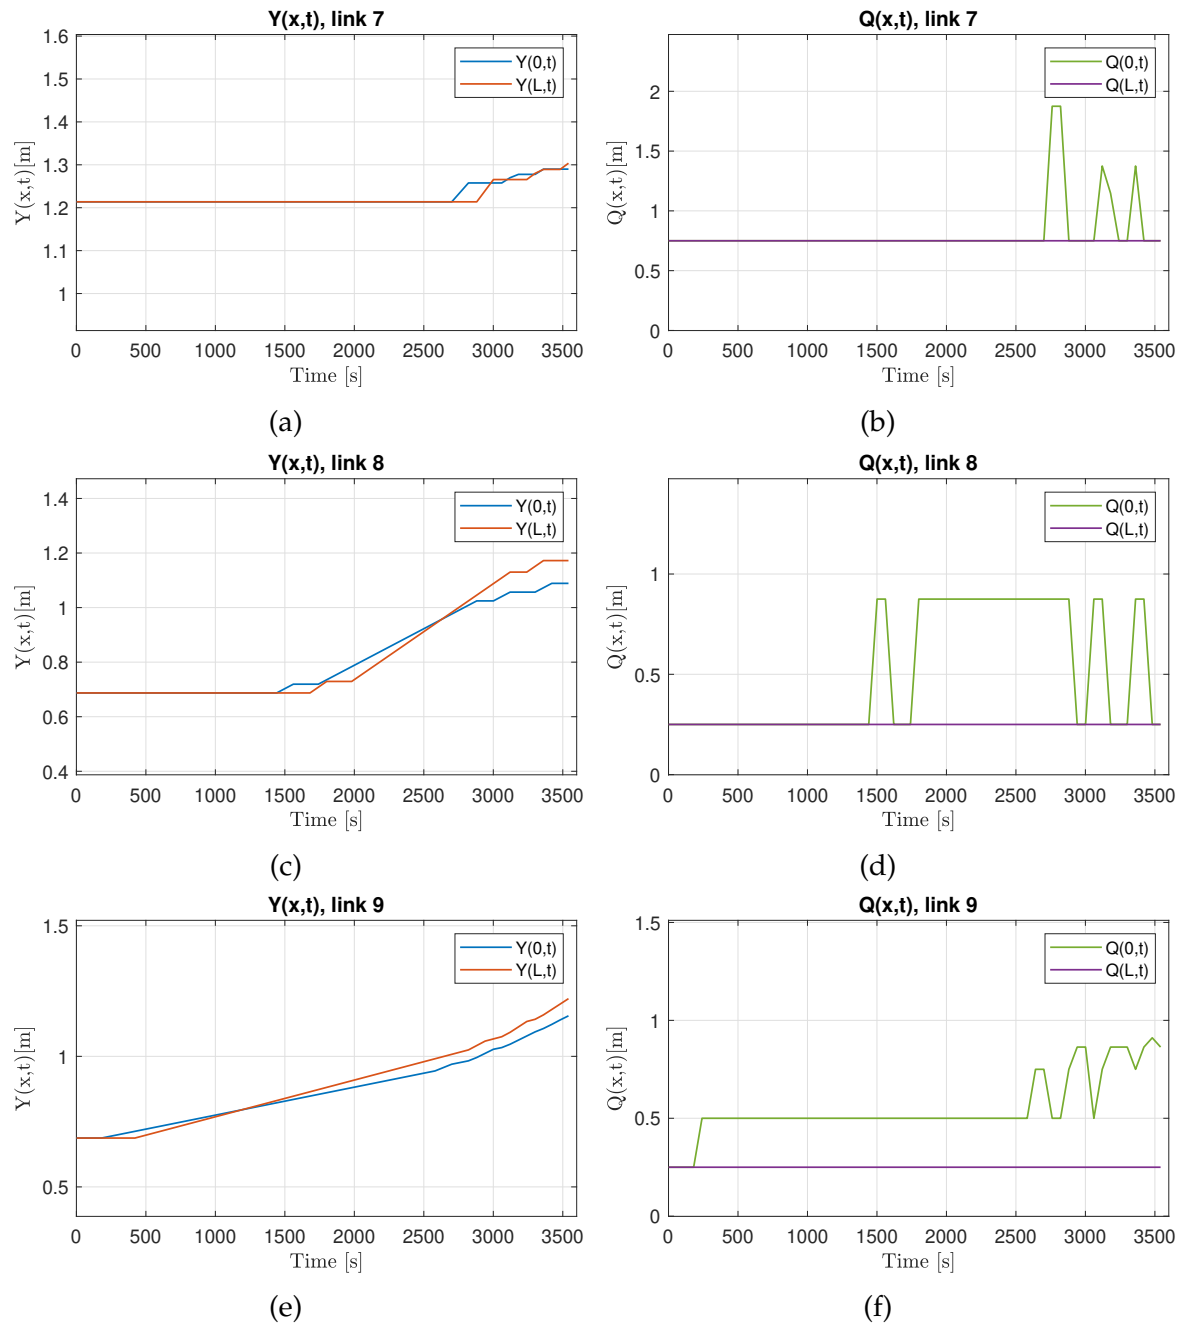 Y(x,t), link 7
1.6
1.5
1.4
1.3
1.2
1.1
1
Y(x,t)[m]
Y(0,t)
Y(L,t)
0 500 1000 1500 2000 2500 3000 3500
Time [s]
(a)
Q(x,t), link 7
2
1.5
1
0.5
0
Q(x,t)[m]
Q(0,t)
Q(L,t)
0 500 1000 1500 2000 2500 3000 3500
Time [s]
(b)
Y(x,t), link 8
1.4
1.2
1
0.8
0.6
0.4
Y(x,t)[m]
Y(0,t)
Y(L,t)
0 500 1000 1500 2000 2500 3000 3500
Time [s]
(c)
Q(x,t), link 8
1
0.5
0
Q(x,t)[m]
Q(0,t)
Q(L,t)
0 500 1000 1500 2000 2500 3000 3500
Time [s]
(d)
Y(x,t), link 9
1.5
1
0.5
Y(x,t)[m]
Y(0,t)
Y(L,t)
0 500 1000 1500 2000 2500 3000 3500
Time [s]
(e)
Q(x,t), link 9
1.5
1
0.5
0
Q(x,t)[m]
Q(0,t)
Q(L,t)
0 500 1000 1500 2000 2500 3000 3500
Time [s]
(f)